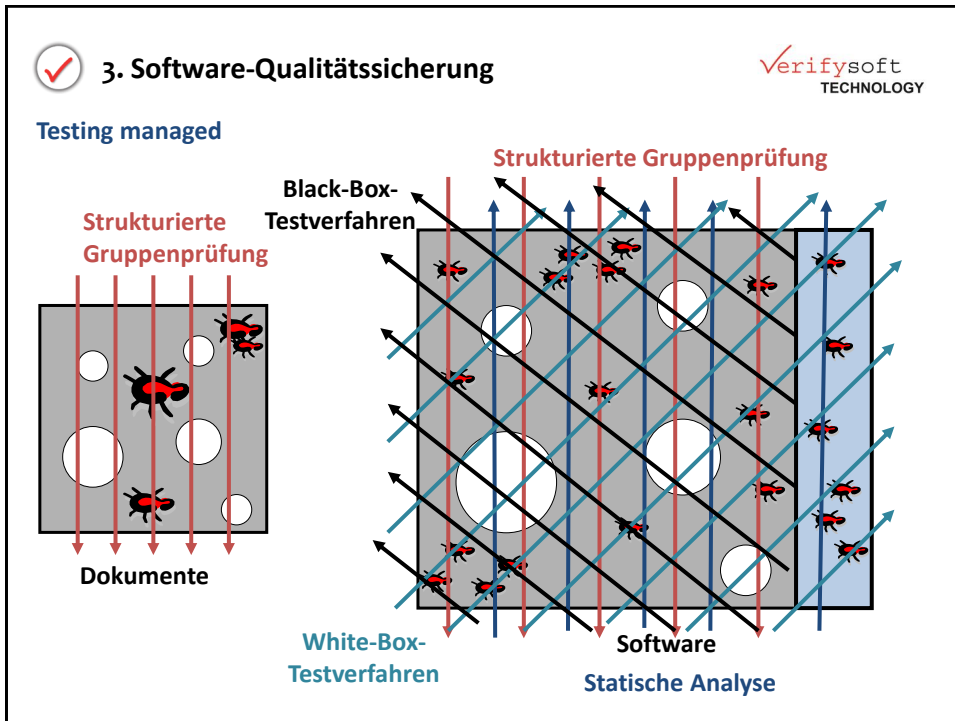 3. Software-Qualitätssicherung
Verifysoft
TECHNOLOGY
Testing managed
Strukturierte Gruppenprüfung
Black-Box-
Testverfahren
Strukturierte
Gruppenprüfung
Dokumente
White-Box-
Testverfahren
Software
Statische Analyse